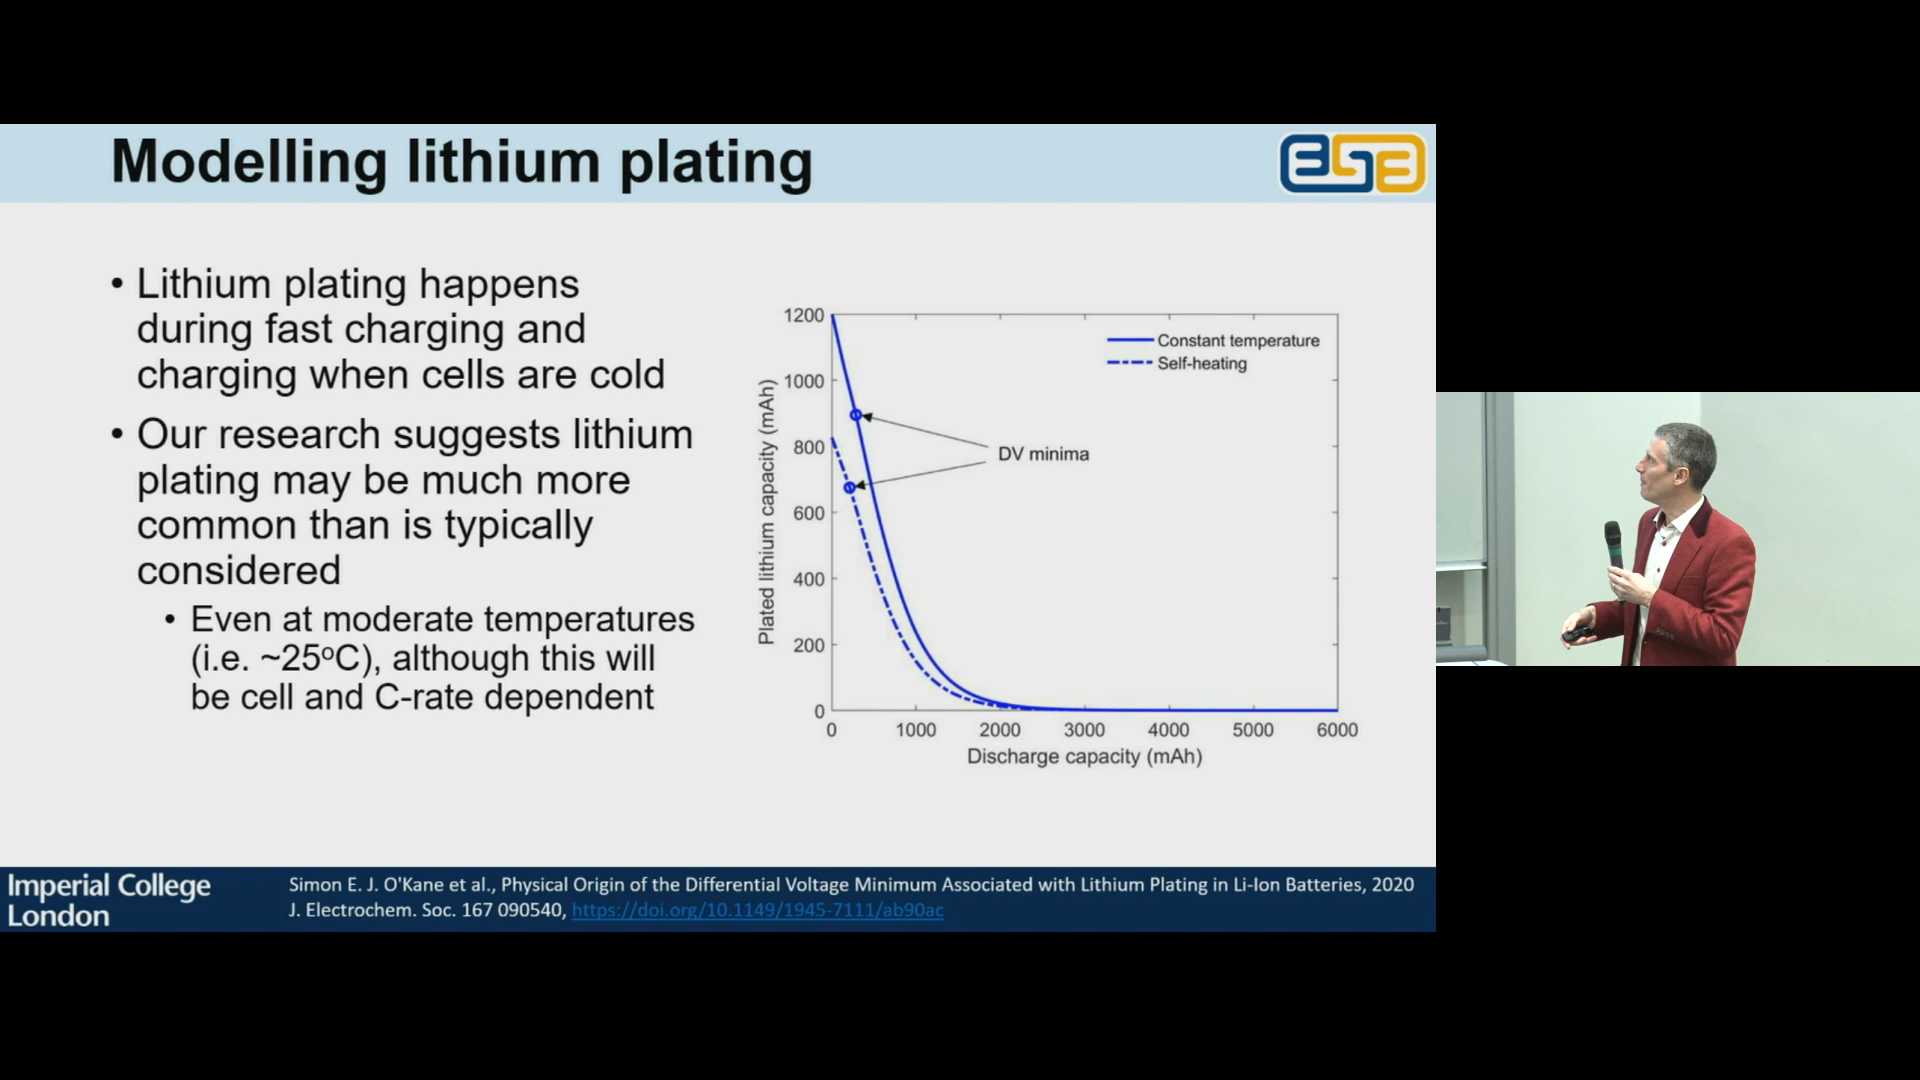 Modelling lithium plating
• Lithium plating happens
during fast charging and
charging when cells are cold
• Our research suggests lithium
plating may be much more
common than is typically
considered
• Even at moderate temperatures
(i.e. ~25ºC), although this will
be cell and C-rate dependent
1200
1000
800
600
400
200
0
Plated lithium capacity (mAh)
Constant temperature
Self-heating
DV minima
0 1000 2000 3000 4000 5000 6000
Discharge capacity (mAh)
Imperial College
London
Simon E. J. O'Kane et al., Physical Origin of the Differential Voltage Minimum Associated with Lithium Plating in Li-Ion Batteries, 2020
J. Electrochem. Soc. 167 090540, https://doi.org/10.1149/1945-7111/ab90ac